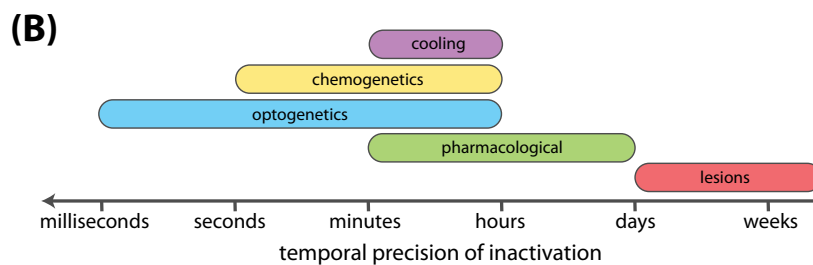 (B)
cooling
chemogenetics
optogenetics
pharmacological
lesions
milliseconds seconds minutes hours days weeks
temporal precision of inactivation